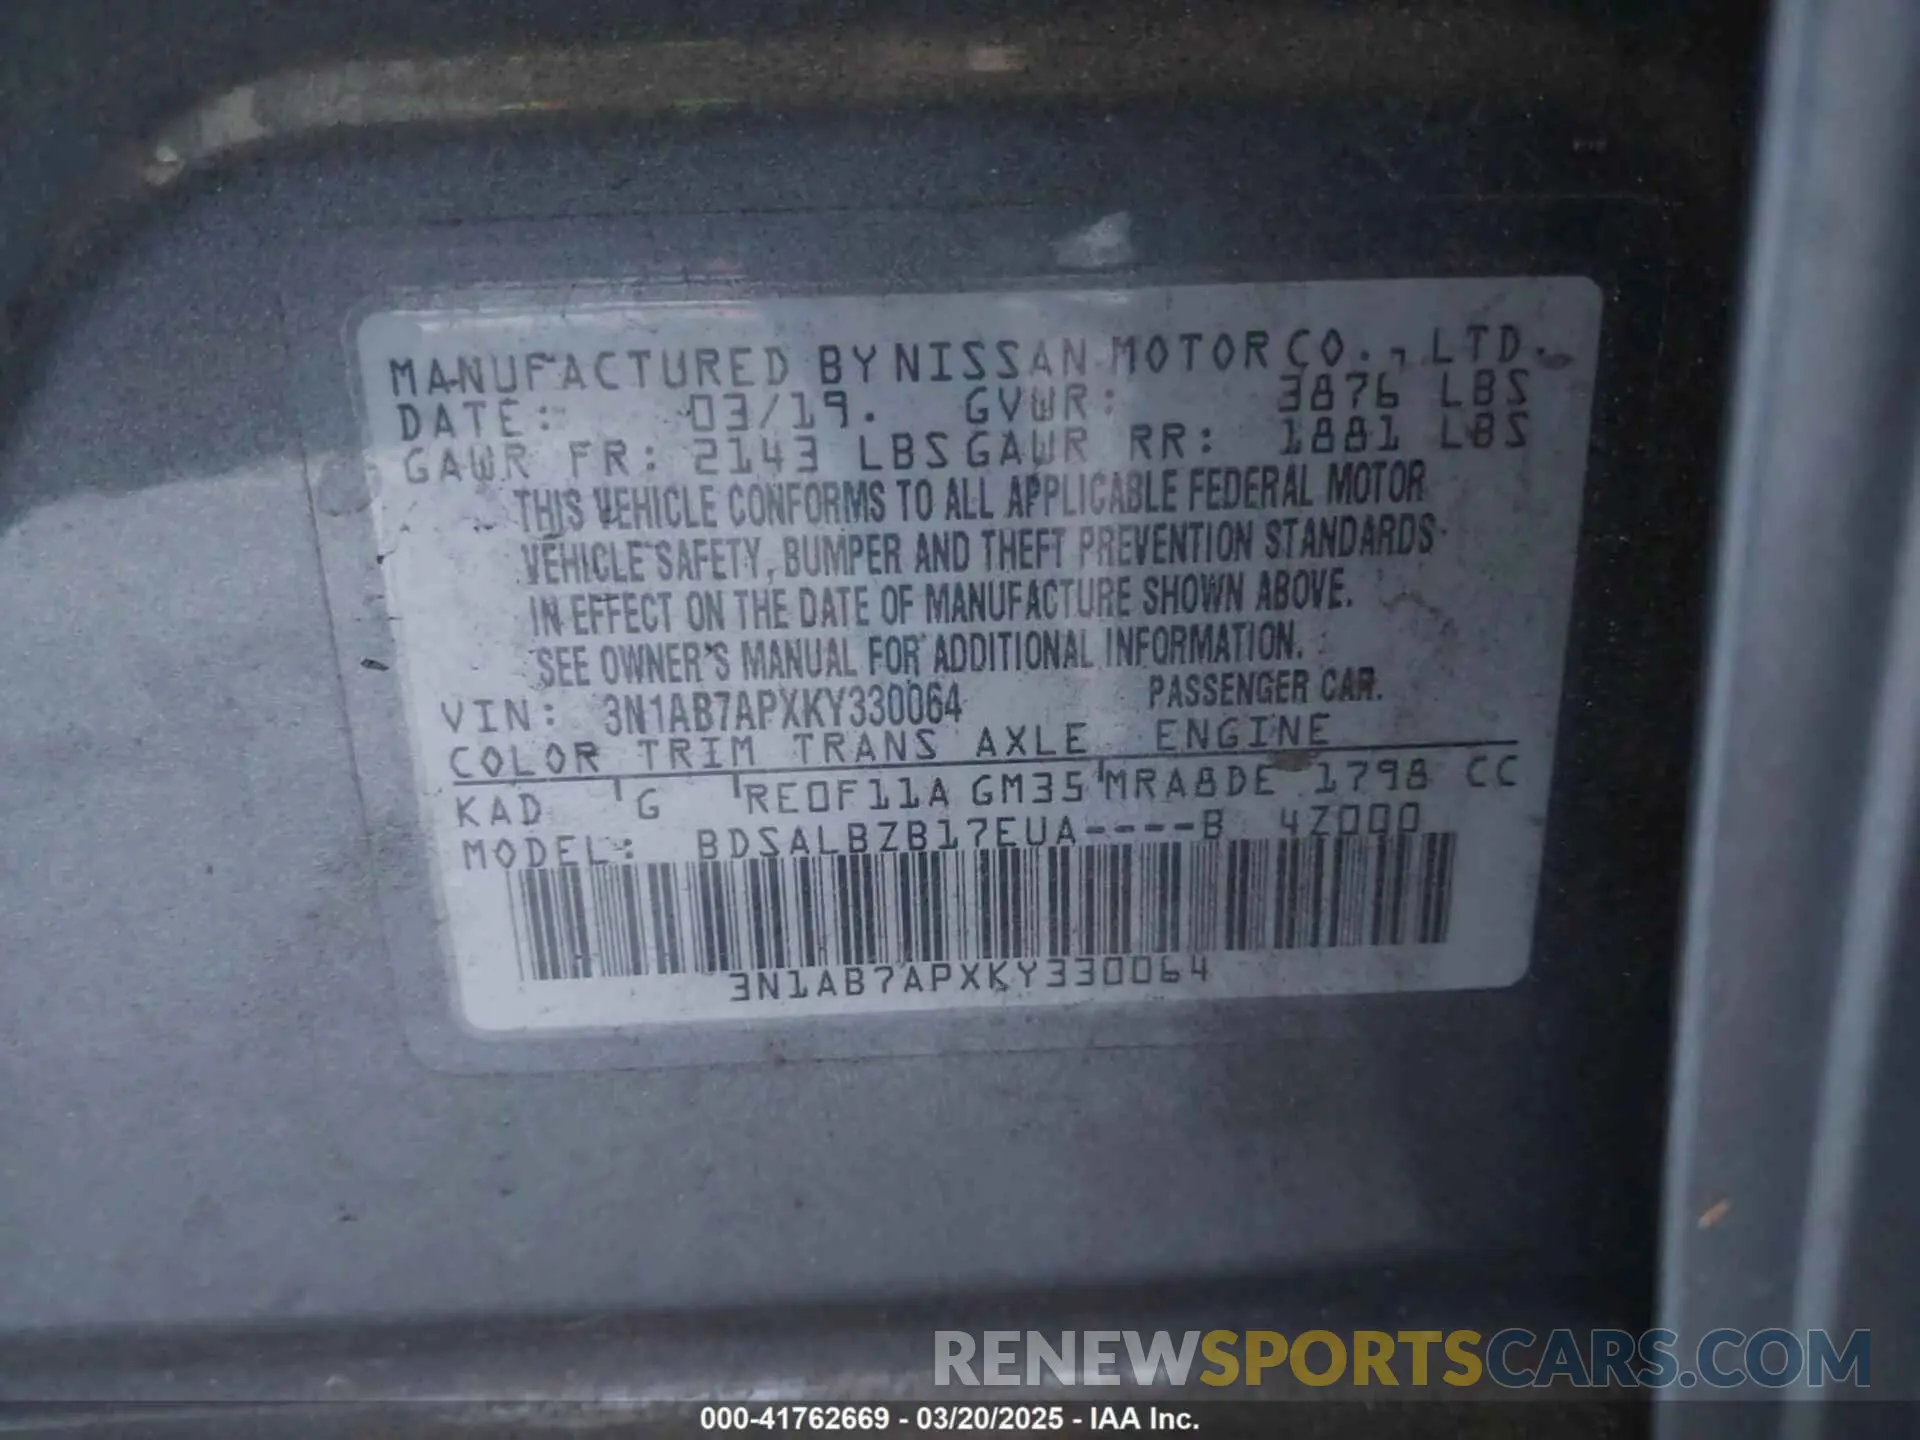 MANUFACTURED BY NISSAN MOTOR CO., LTD.
DATE: 03/19. GVWR: 3876 LBS
GAWR FR: 2143 LBS GAWR RR: 1881 LBS
THIS VEHICLE CONFORMS TO ALL APPLICABLE FEDERAL MOTOR
VEHICLE SAFETY, BUMPER AND THEFT PREVENTION STANDARDS
IN EFFECT ON THE DATE OF MANUFACTURE SHOWN ABOVE.
SEE OWNER'S MANUAL FOR ADDITIONAL INFORMATION.
VIN: 3N1AB7APXKY330064 PASSENGER CAR.
COLOR TRIM TRANS AXLE ENGINE
KAD G RE0F11A GM35 MRA8DE 1798 CC
MODEL: BDSALBZB17EUA----B 4Z000
3N1AB7APXKY330064
RENEWSPORTSCARS.COM
000-41762669 - 03/20/2025 - IAA Inc.